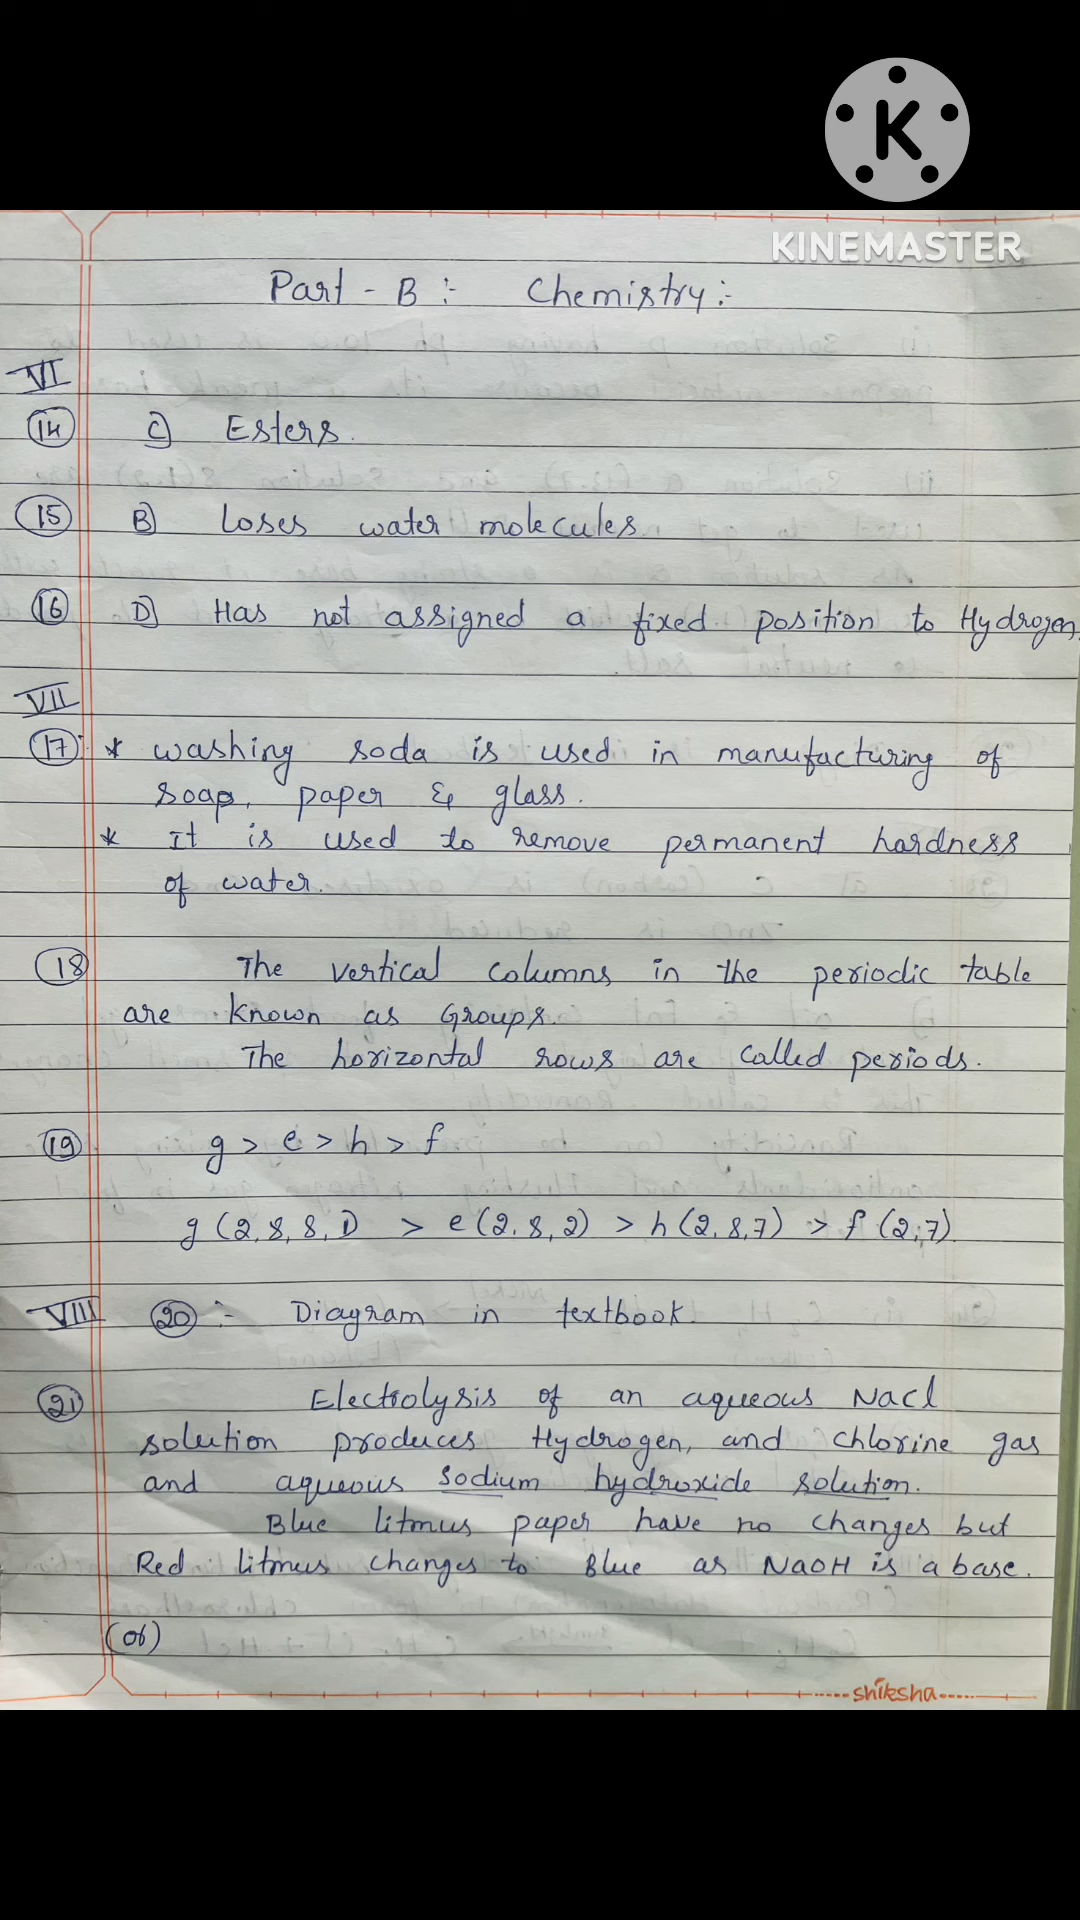 K
KINEMASTER
Part - B :- Chemistry :-
VI
14 C) Esters.
15 B) Loses water molecules.
16 D) Has not assigned a fixed position to Hydrogen.
VII
17 * washing soda is used in manufacturing of
soap, paper & glass.
* It is used to remove permanent hardness
of water.
18 The vertical columns in the periodic table
are known as Groups.
The horizontal rows are called periods.
19 g > e > h > f
g (2,8,8,1) > e (2,8,2) > h (2,8,7) > f (2,7)
VIII 20 :- Diagram in textbook.
21 Electrolysis of an aqueous Nacl
solution produces Hydrogen, and chlorine gas
and aqueous sodium hydroxide solution.
Blue litmus paper have no changes but
Red litmus changes to Blue as NaOH is a base.
(or)
shiksha